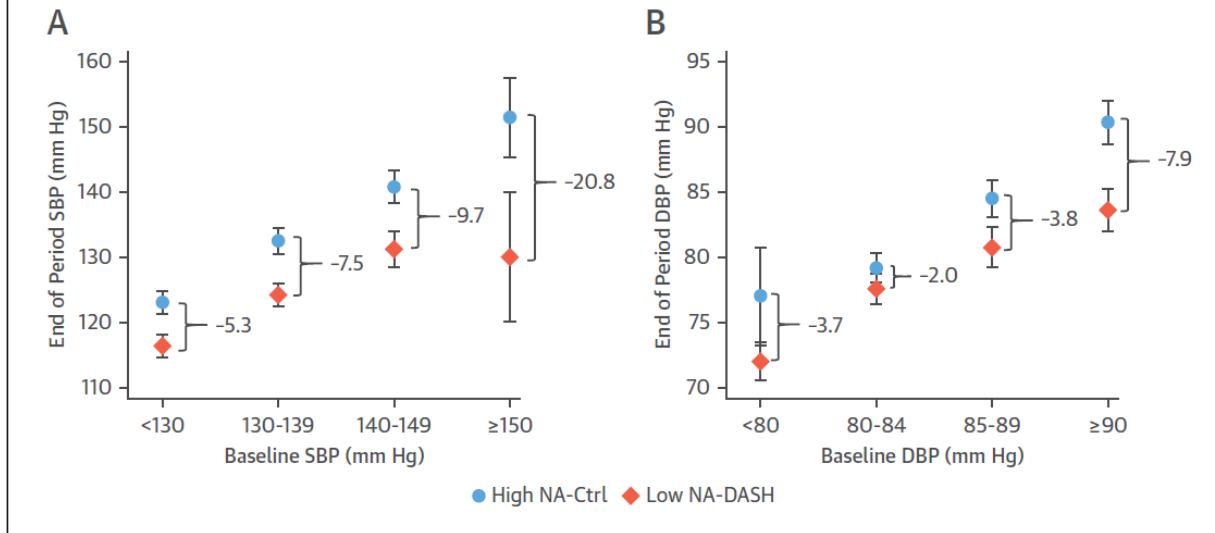 A
160
150
140
130
120
110
End of Period SBP (mm Hg)
–5.3
–7.5
–9.7
–20.8
<130 130-139 140-149 ≥150
Baseline SBP (mm Hg)
B
95
90
85
80
75
70
End of Period DBP (mm Hg)
–3.7
–2.0
–3.8
–7.9
<80 80-84 85-89 ≥90
Baseline DBP (mm Hg)
High NA-Ctrl Low NA-DASH